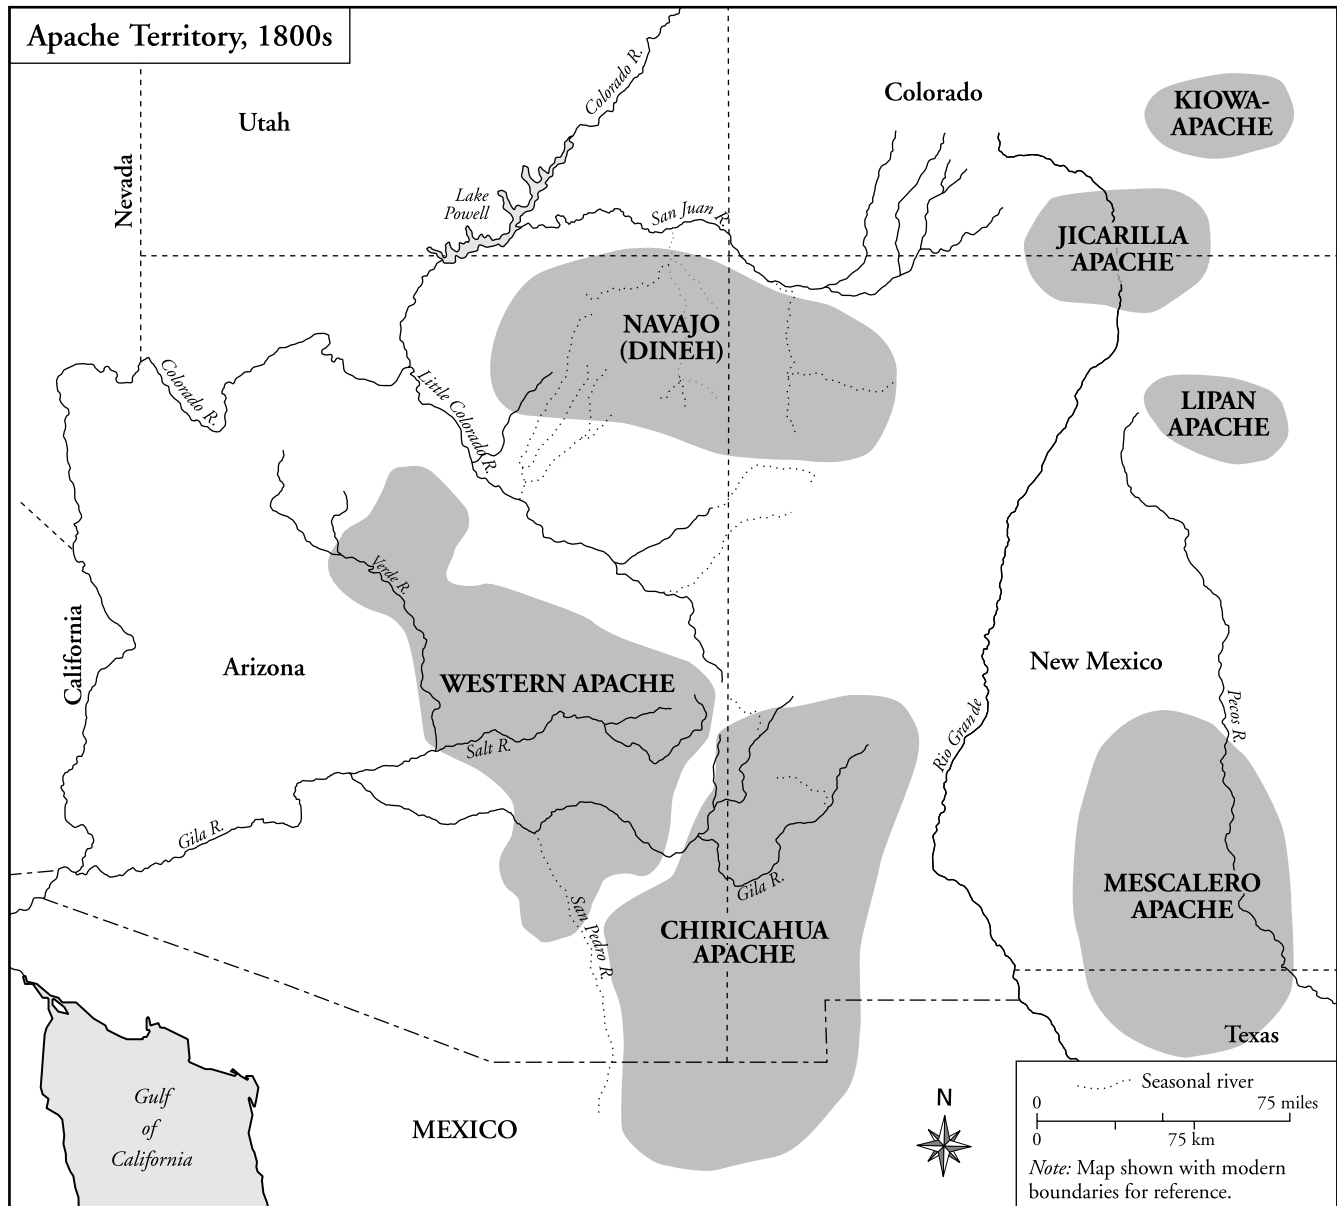 Apache Territory, 1800s
Utah
Nevada
Colorado R.
Lake
Powell
San Juan R.
Colorado
KIOWA-
APACHE
JICARILLA
APACHE
NAVAJO
(DINEH)
Colorado R.
Little Colorado R.
LIPAN
APACHE
Verde R.
California
Arizona
WESTERN APACHE
Salt R.
New Mexico
Rio Grande
Pecos R.
Gila R.
Gila R.
San Pedro R.
CHIRICAHUA
APACHE
MESCALERO
APACHE
Texas
Gulf
of
California
MEXICO
N
Seasonal river
0 75 miles
0 75 km
Note: Map shown with modern
boundaries for reference.